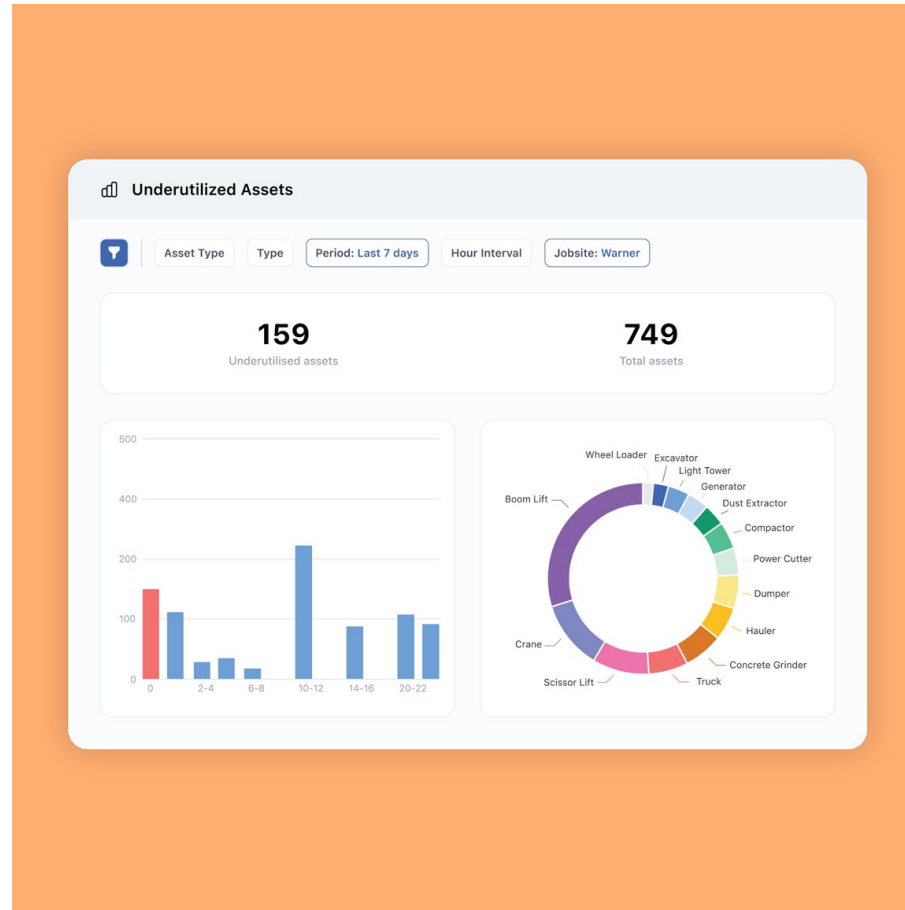 Underutilized Assets
Asset Type Type Period: Last 7 days Hour Interval Jobsite: Warner
159
Underutilised assets
749
Total assets
500
400
200
100
0
0 2-4 6-8 10-12 14-16 20-22
Wheel Loader
Excavator
Light Tower
Generator
Dust Extractor
Compactor
Power Cutter
Dumper
Hauler
Concrete Grinder
Truck
Scissor Lift
Crane
Boom Lift